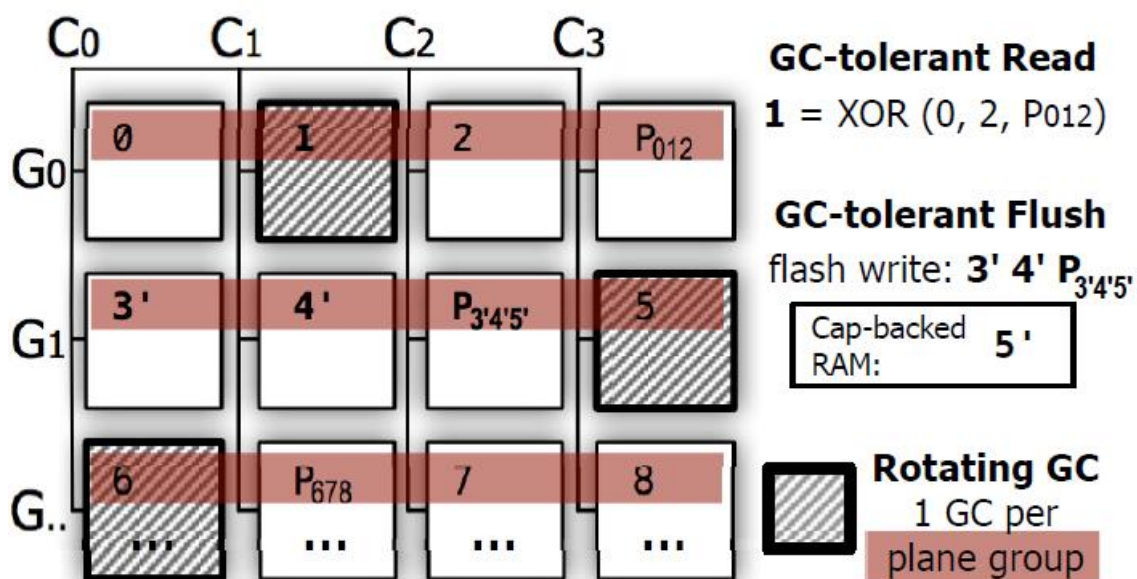 C0 C1 C2 C3
G0 0 1 2 P012
G1 3' 4' P3'4'5' 5
G.. 6 P678 7 8
... ... ... ...
GC-tolerant Read
1 = XOR (0, 2, P012)
GC-tolerant Flush
flash write: 3' 4' P3'4'5'
Cap-backed 5'
RAM:
Rotating GC
1 GC per
plane group